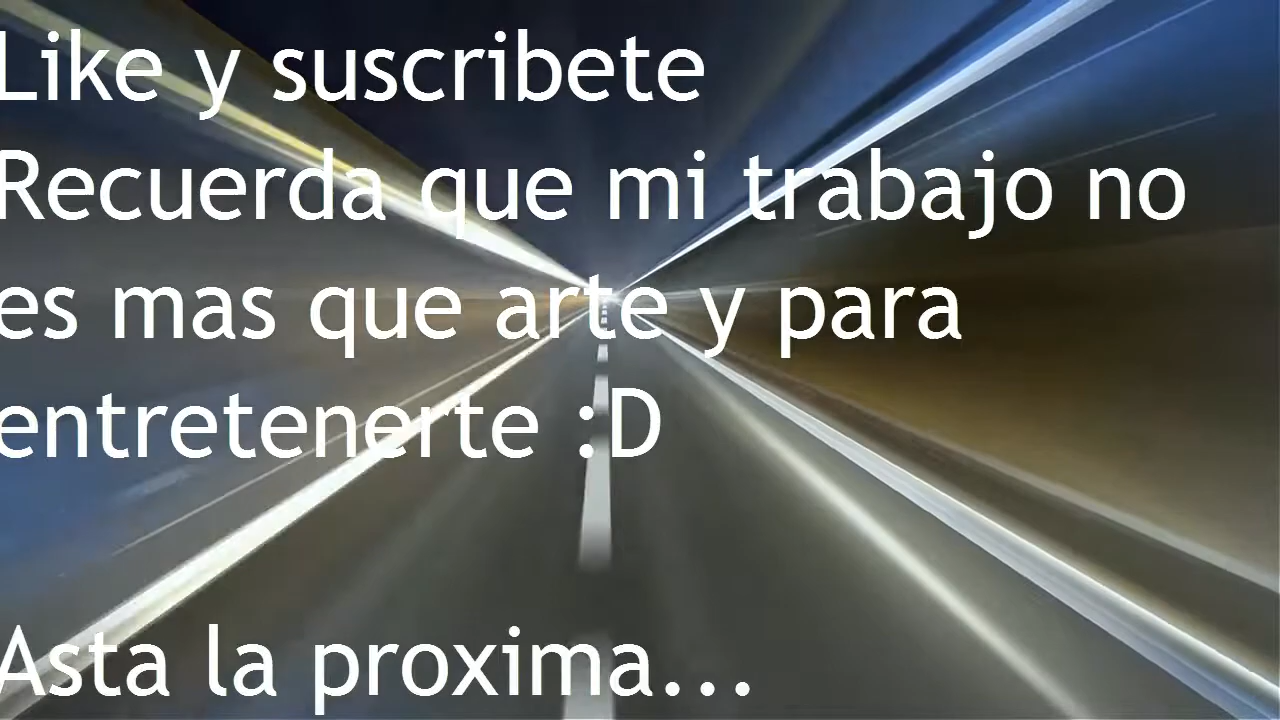 Like y suscribete
Recuerda que mi trabajo no
es mas que arte y para
entretenerte :D
Asta la proxima...